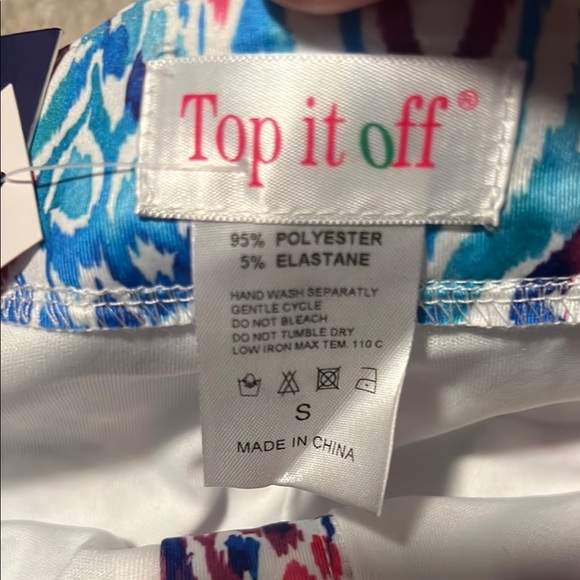 Top it off®
95% POLYESTER
5% ELASTANE
HAND WASH SEPARATLY
GENTLE CYCLE
DO NOT BLEACH
DO NOT TUMBLE DRY
LOW IRON MAX TEM. 110 C
S
MADE IN CHINA